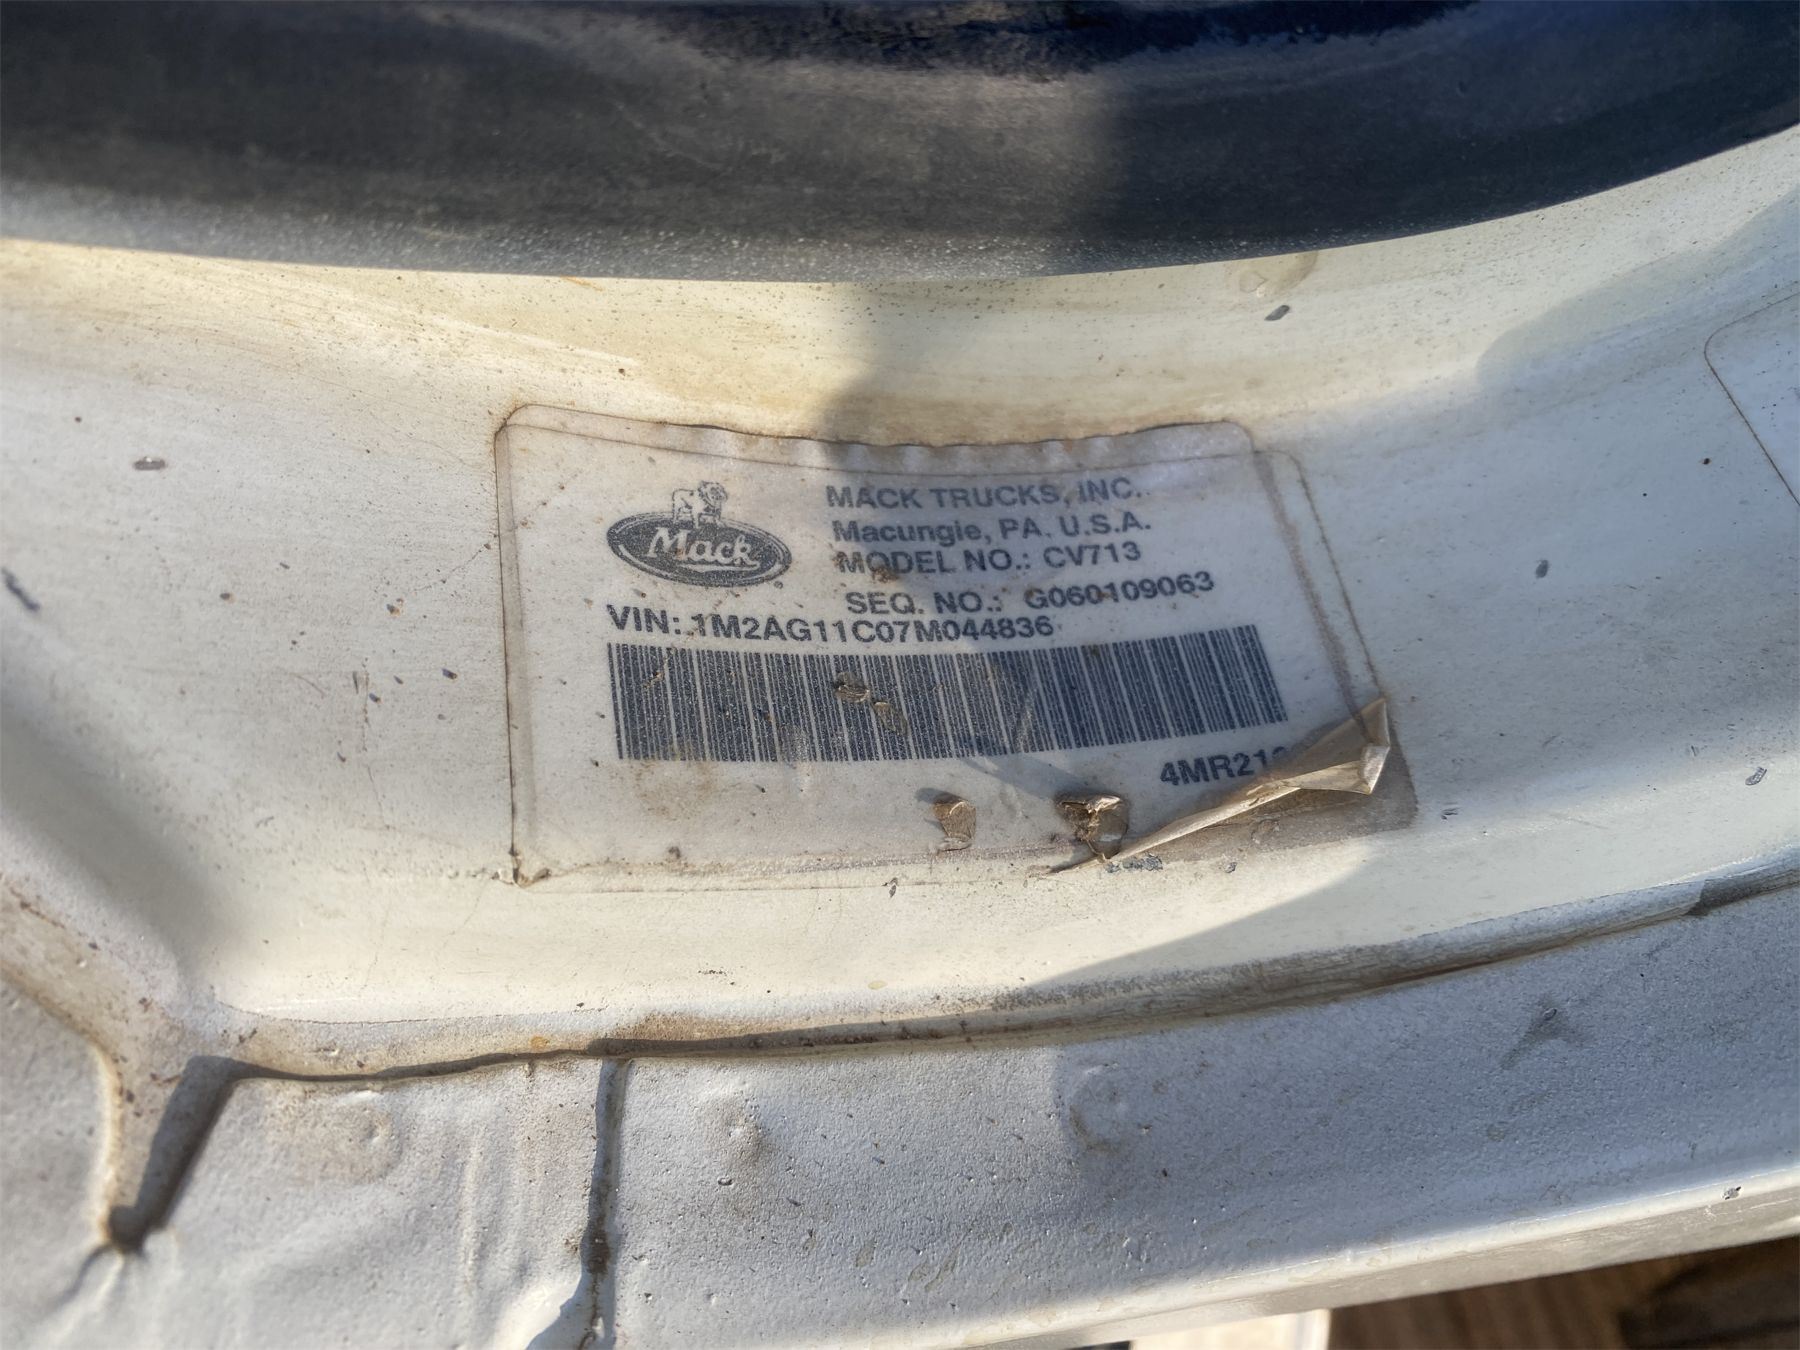 Mack
MACK TRUCKS, INC.
Macungie, PA. U.S.A.
MODEL NO.: CV713
SEQ. NO.: G060109063
VIN: 1M2AG11C07M044836